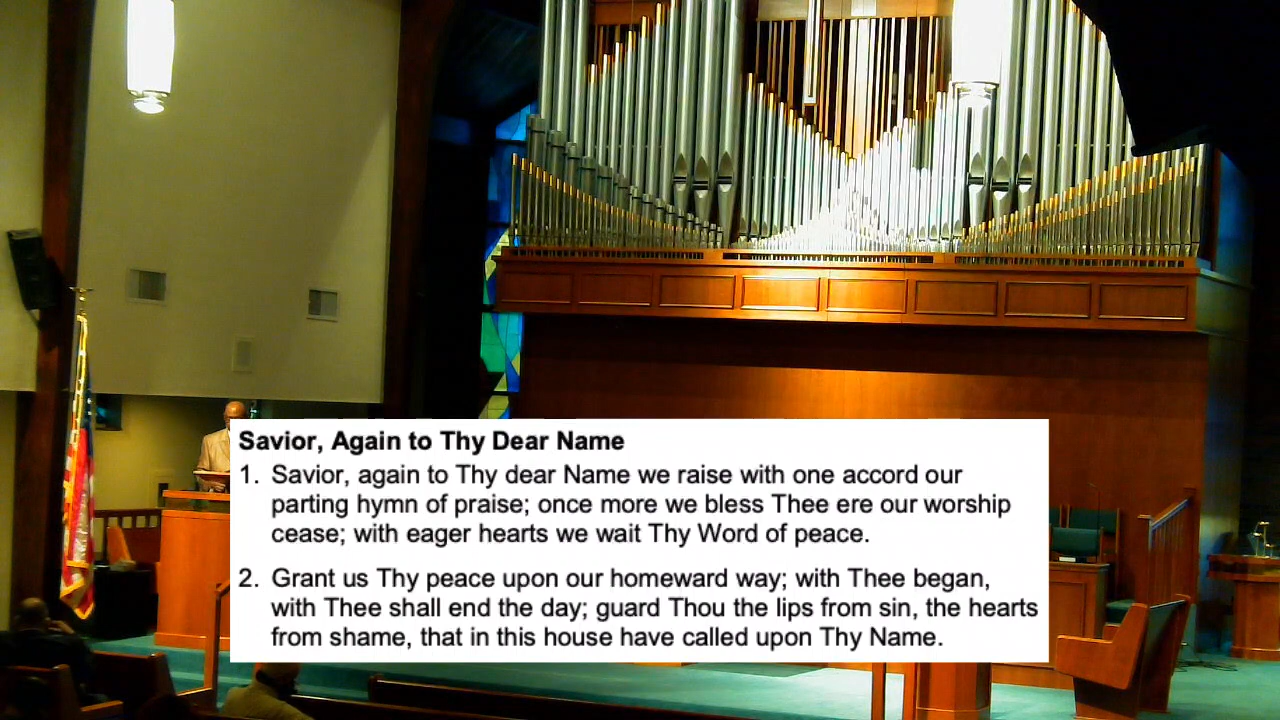 Savior, Again to Thy Dear Name
1. Savior, again to Thy dear Name we raise with one accord our
parting hymn of praise; once more we bless Thee ere our worship
cease; with eager hearts we wait Thy Word of peace.
2. Grant us Thy peace upon our homeward way; with Thee began,
with Thee shall end the day; guard Thou the lips from sin, the hearts
from shame, that in this house have called upon Thy Name.